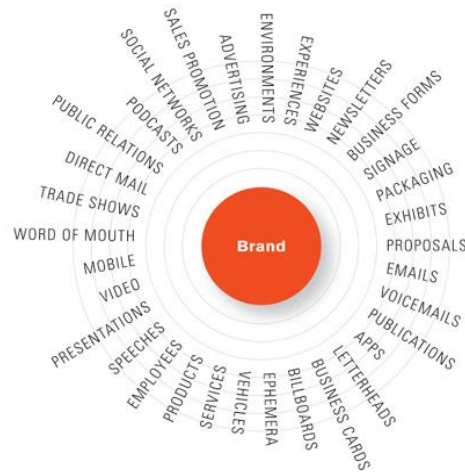 Brand
ENVIRONMENTS
EXPERIENCES
WEBSITES
NEWSLETTERS
BUSINESS FORMS
SIGNAGE
PACKAGING
EXHIBITS
PROPOSALS
EMAILS
VOICEMAILS
PUBLICATIONS
APPS
LETTERHEADS
BUSINESS CARDS
BILLBOARDS
EPHEMERA
VEHICLES
SERVICES
PRODUCTS
EMPLOYEES
SPEECHES
PRESENTATIONS
VIDEO
MOBILE
WORD OF MOUTH
TRADE SHOWS
DIRECT MAIL
PUBLIC RELATIONS
PODCASTS
SOCIAL NETWORKS
SALES PROMOTION
ADVERTISING